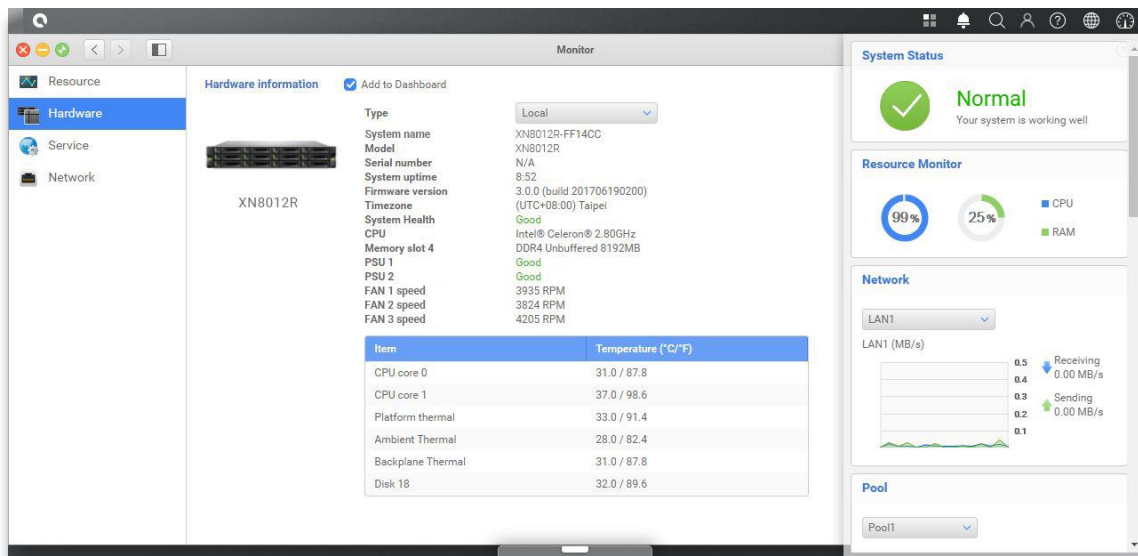 Monitor
Resource
Hardware
Service
Network
Hardware information
Add to Dashboard
XN8012R
Type Local
System name XN8012R-FF14CC
Model XN8012R
Serial number N/A
System uptime 8:52
Firmware version 3.0.0 (build 201706190200)
Timezone (UTC+08:00) Taipei
System Health Good
CPU Intel® Celeron® 2.80GHz
Memory slot 4 DDR4 Unbuffered 8192MB
PSU 1 Good
PSU 2 Good
FAN 1 speed 3935 RPM
FAN 2 speed 3824 RPM
FAN 3 speed 4205 RPM
Item Temperature (°C/°F)
CPU core 0 31.0 / 87.8
CPU core 1 37.0 / 98.6
Platform thermal 33.0 / 91.4
Ambient Thermal 28.0 / 82.4
Backplane Thermal 31.0 / 87.8
Disk 18 32.0 / 89.6
System Status
Normal
Your system is working well
Resource Monitor
99% 25%
CPU
RAM
Network
LAN1
LAN1 (MB/s)
0.5
0.4
0.3
0.2
0.1
Receiving
0.00 MB/s
Sending
0.00 MB/s
Pool
Pool1